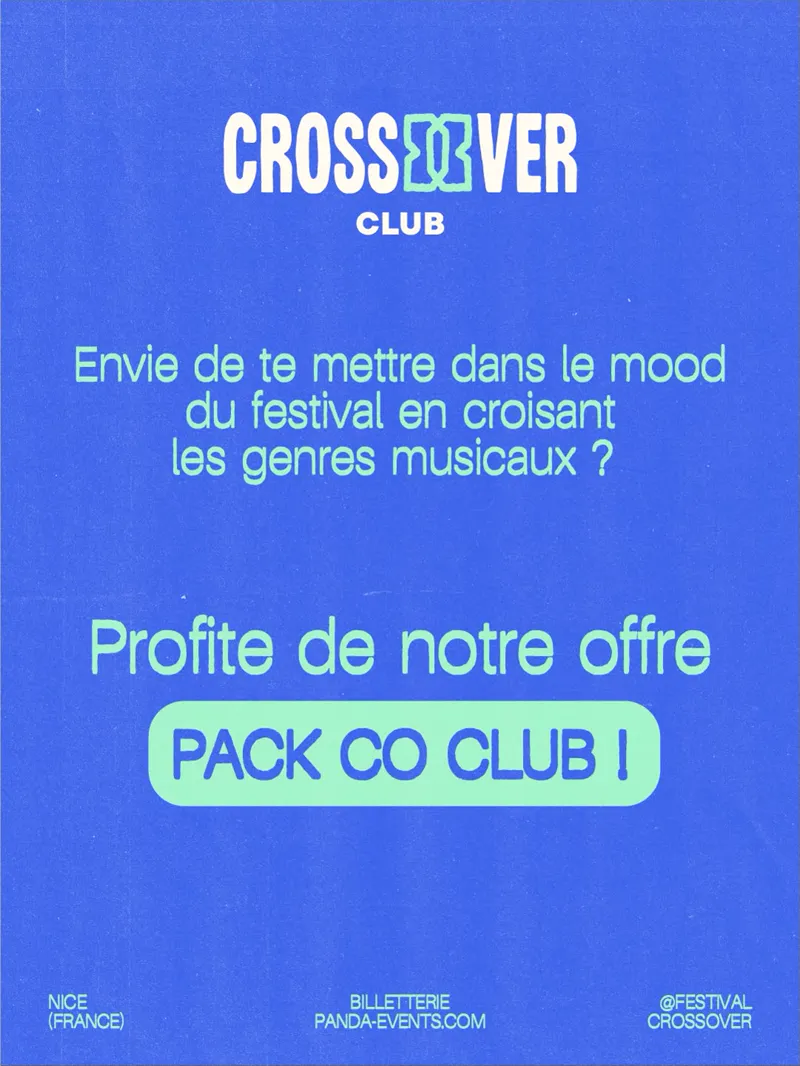 CROSSOVER
CLUB
Envie de te mettre dans le mood
du festival en croisant
les genres musicaux ?
Profite de notre offre
PACK CO CLUB !
NICE
(FRANCE)
BILLETTERIE
PANDA-EVENTS.COM
@FESTIVAL
CROSSOVER